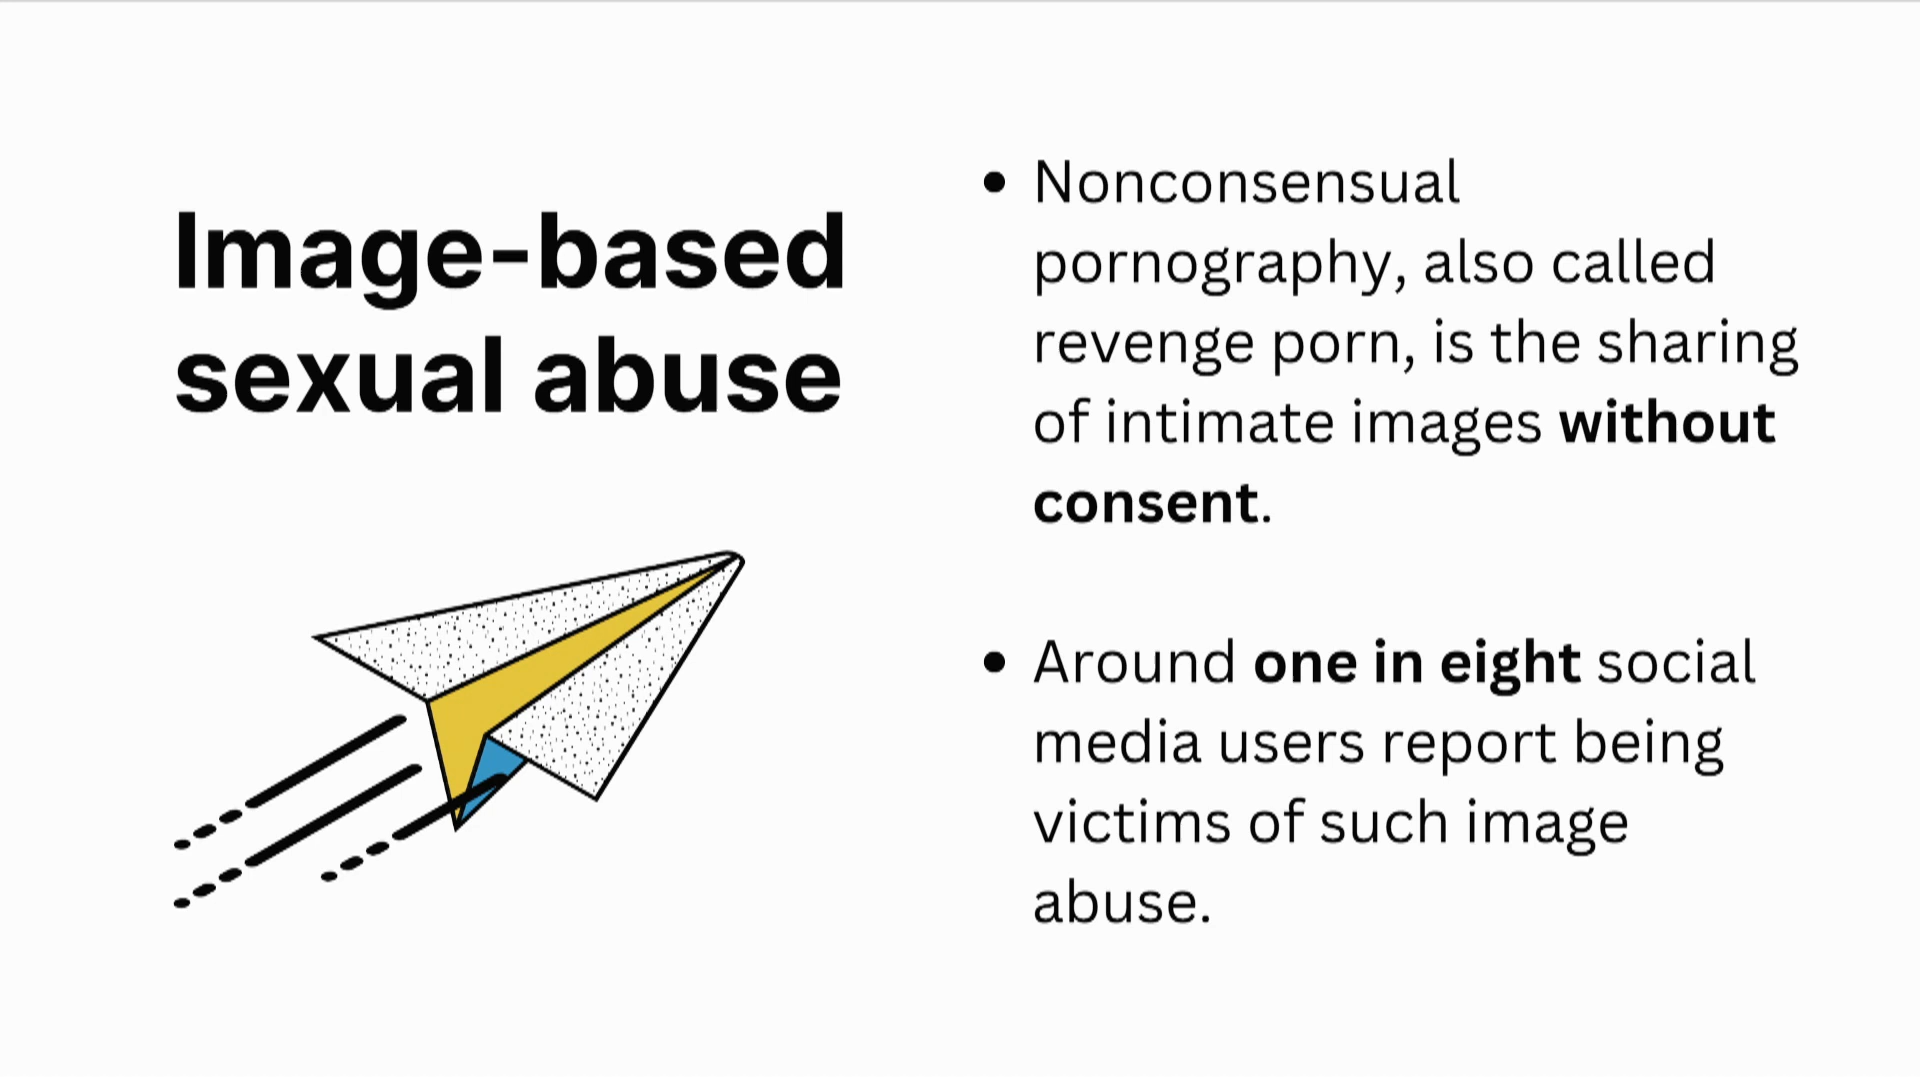 Image-based
sexual abuse
• Nonconsensual
pornography, also called
revenge porn, is the sharing
of intimate images without
consent.
• Around one in eight social
media users report being
victims of such image
abuse.